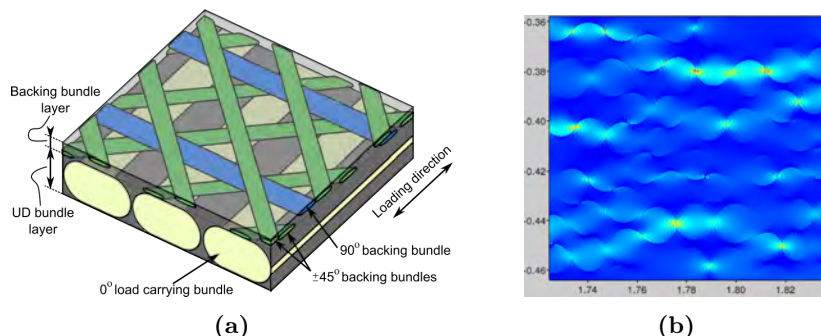 Backing bundle
layer
UD bundle
layer
Loading direction
90° backing bundle
±45° backing bundles
0° load carrying bundle
(a)
-0.36
-0.38
-0.40
-0.42
-0.44
-0.46
1.74
1.76
1.78
1.80
1.82
(b)